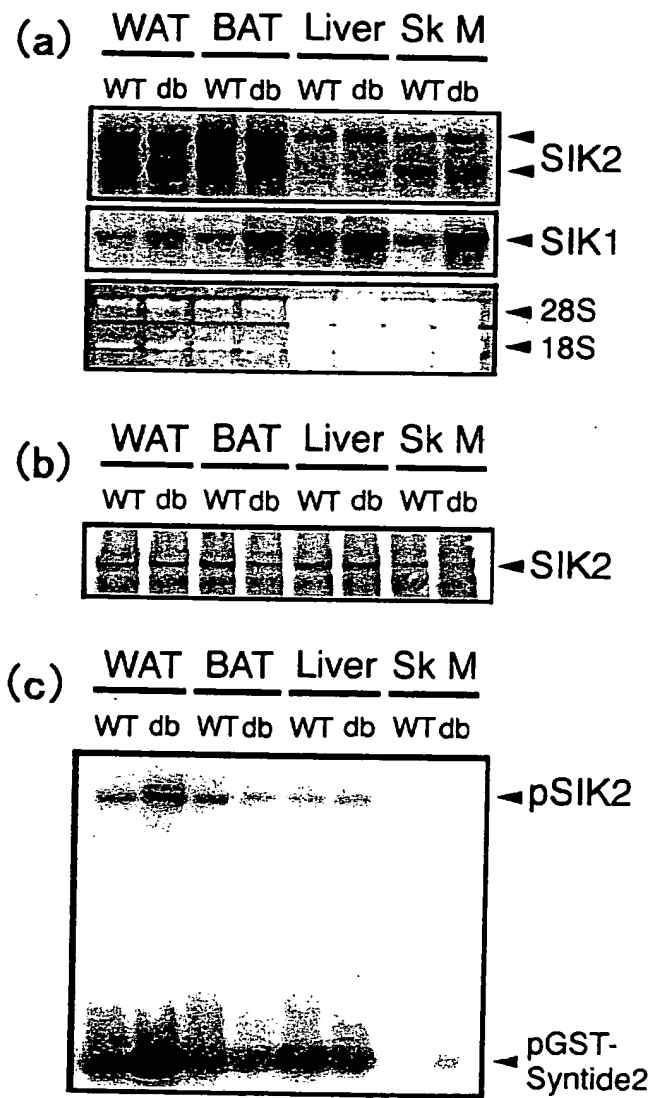 (a)
WAT BAT Liver Sk M
WT db WT db WT db WT db
SIK2
SIK1
28S
18S
(b)
WAT BAT Liver Sk M
WT db WT db WT db WT db
SIK2
(c)
WAT BAT Liver Sk M
WT db WT db WT db WT db
pSIK2
pGST-
Syntide2